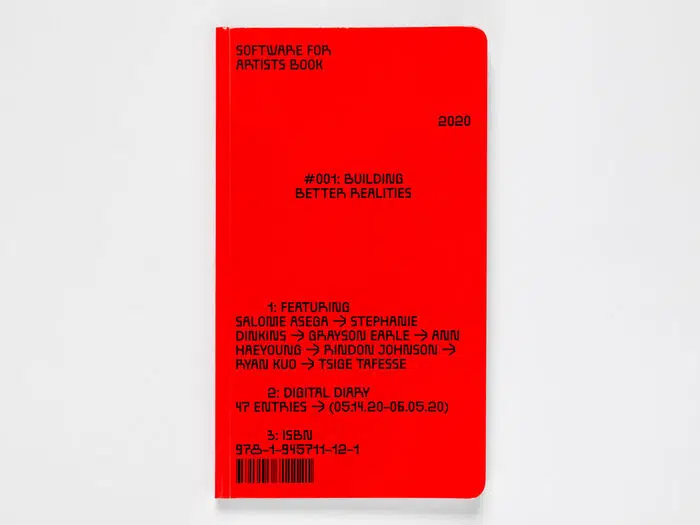 SOFTWARE FOR
ARTISTS BOOK
2020
#001: BUILDING
BETTER REALITIES
1: FEATURING
SALOME ASEGA → STEPHANIE
DINKINS → GRAYSON EARLE → ANN
HAEYOUNG → RINDON JOHNSON →
RYAN KUO → TSIGE TAFESSE
2: DIGITAL DIARY
47 ENTRIES → (05.14.20–06.05.20)
3: ISBN
978-1-945711-12-1